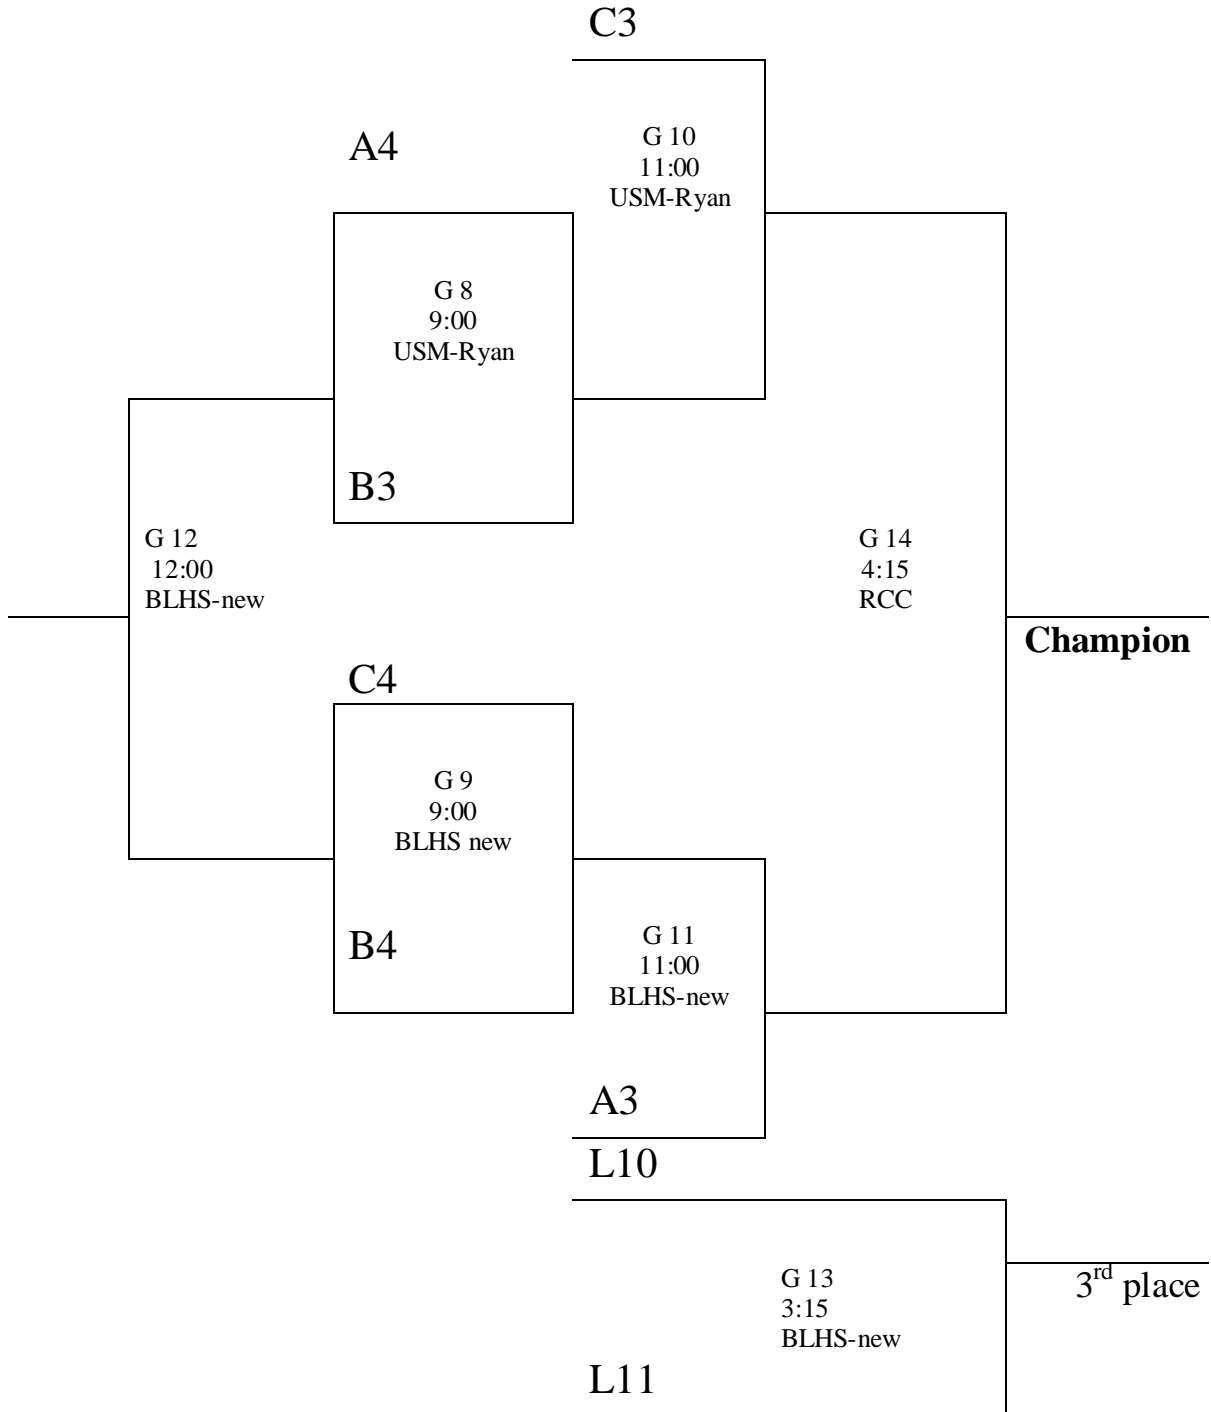 C3
A4
G 10
11:00
USM-Ryan
G 8
9:00
USM-Ryan
B3
G 12
12:00
BLHS-new
G 14
4:15
RCC
Champion
C4
G 9
9:00
BLHS new
B4
G 11
11:00
BLHS-new
A3
L10
G 13
3:15
BLHS-new
3rd place
L11